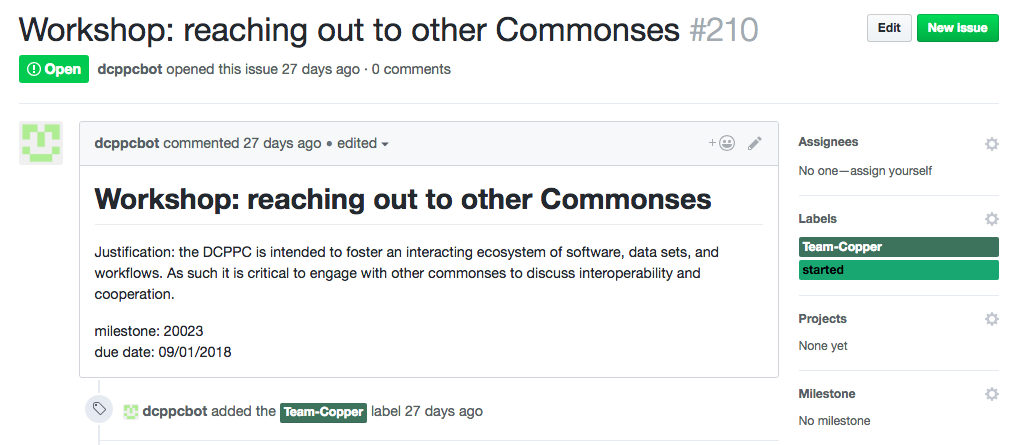 Workshop: reaching out to other Commonses #210
Edit
New issue
Open
dcppcbot opened this issue 27 days ago · 0 comments
dcppcbot commented 27 days ago • edited
Workshop: reaching out to other Commonses
Justification: the DCPPC is intended to foster an interacting ecosystem of software, data sets, and
workflows. As such it is critical to engage with other commonses to discuss interoperability and
cooperation.
milestone: 20023
due date: 09/01/2018
dcppcbot added the Team-Copper label 27 days ago
Assignees
No one—assign yourself
Labels
Team-Copper
started
Projects
None yet
Milestone
No milestone